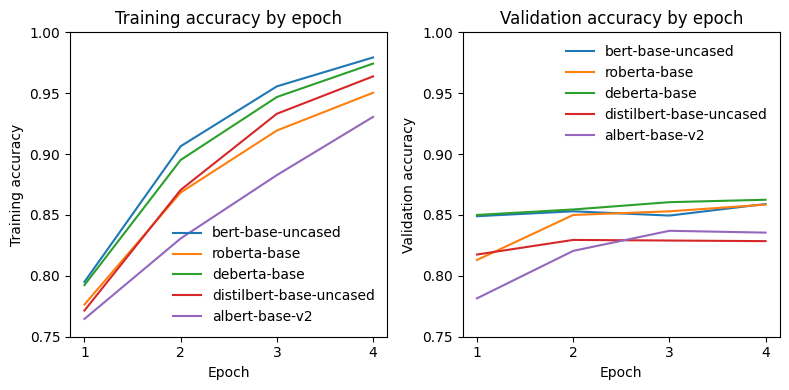 Training accuracy by epoch
1.00
0.95
0.90
0.85
0.80
0.75
Training accuracy
bert-base-uncased
roberta-base
deberta-base
distilbert-base-uncased
albert-base-v2
1 2 3 4
Epoch
Validation accuracy by epoch
1.00
0.95
0.90
0.85
0.80
0.75
Validation accuracy
bert-base-uncased
roberta-base
deberta-base
distilbert-base-uncased
albert-base-v2
1 2 3 4
Epoch